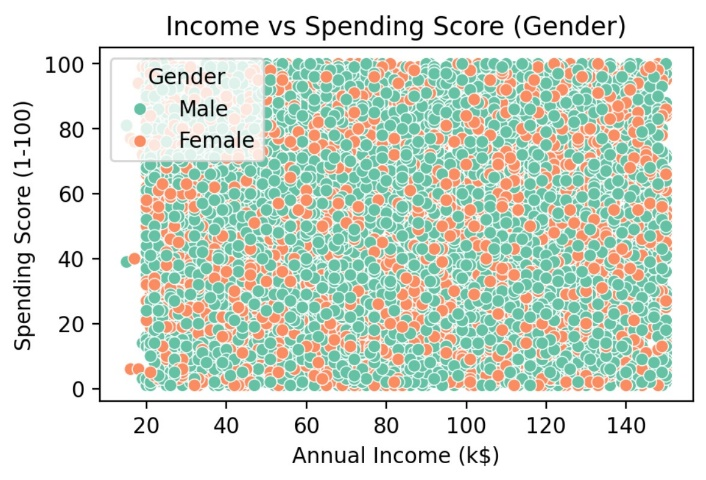 Income vs Spending Score (Gender)
Spending Score (1-100)
100
80
60
40
20
0
Gender
Male
Female
20 40 60 80 100 120 140
Annual Income (k$)